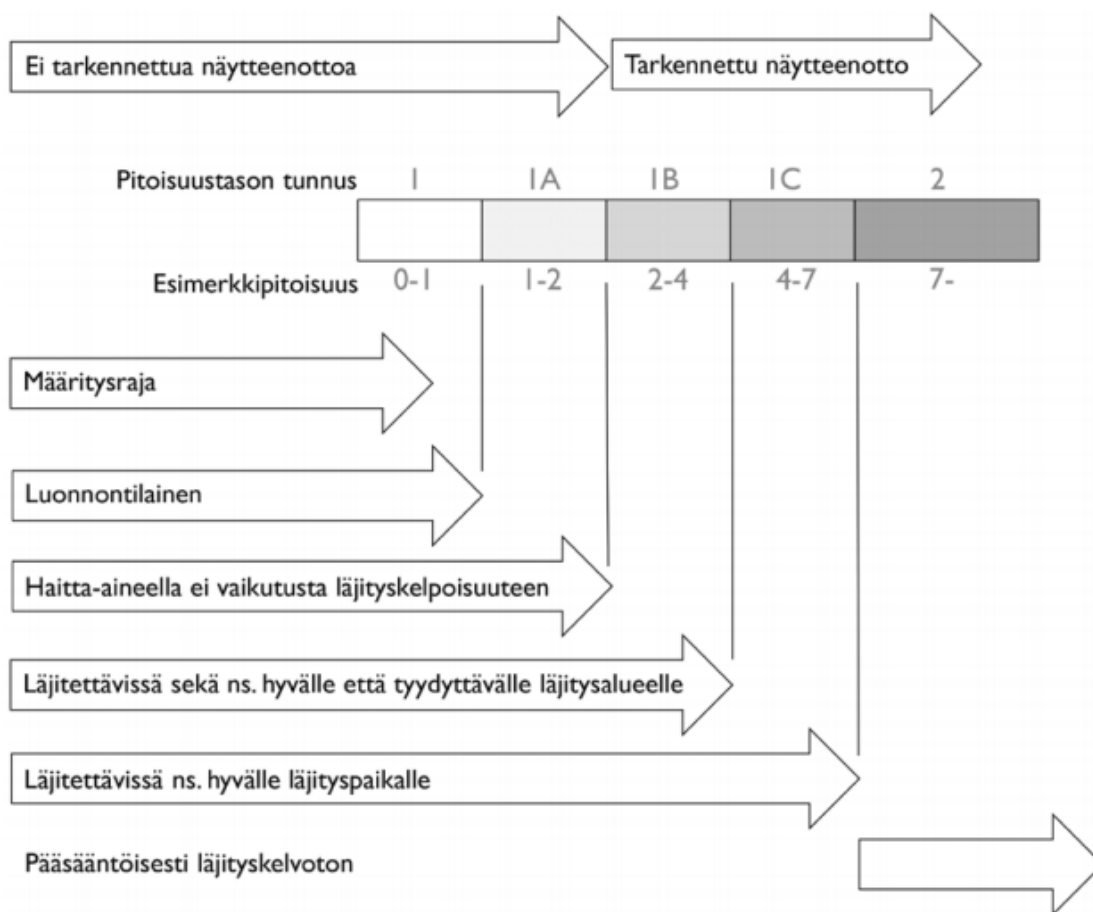 Ei tarkennettua näytteenottoa
Tarkennettu näytteenotto
Pitoisuustason tunnus 1 1A 1B 1C 2
Esimerkkipitoisuus 0-1 1-2 2-4 4-7 7-
Määritysraja
Luonnontilainen
Haitta-aineella ei vaikutusta läjityskelpoisuuteen
Läjitettävissä sekä ns. hyvälle että tyydyttävälle läjitysalueelle
Läjitettävissä ns. hyvälle läjityspaikalle
Pääsääntöisesti läjityskelvoton